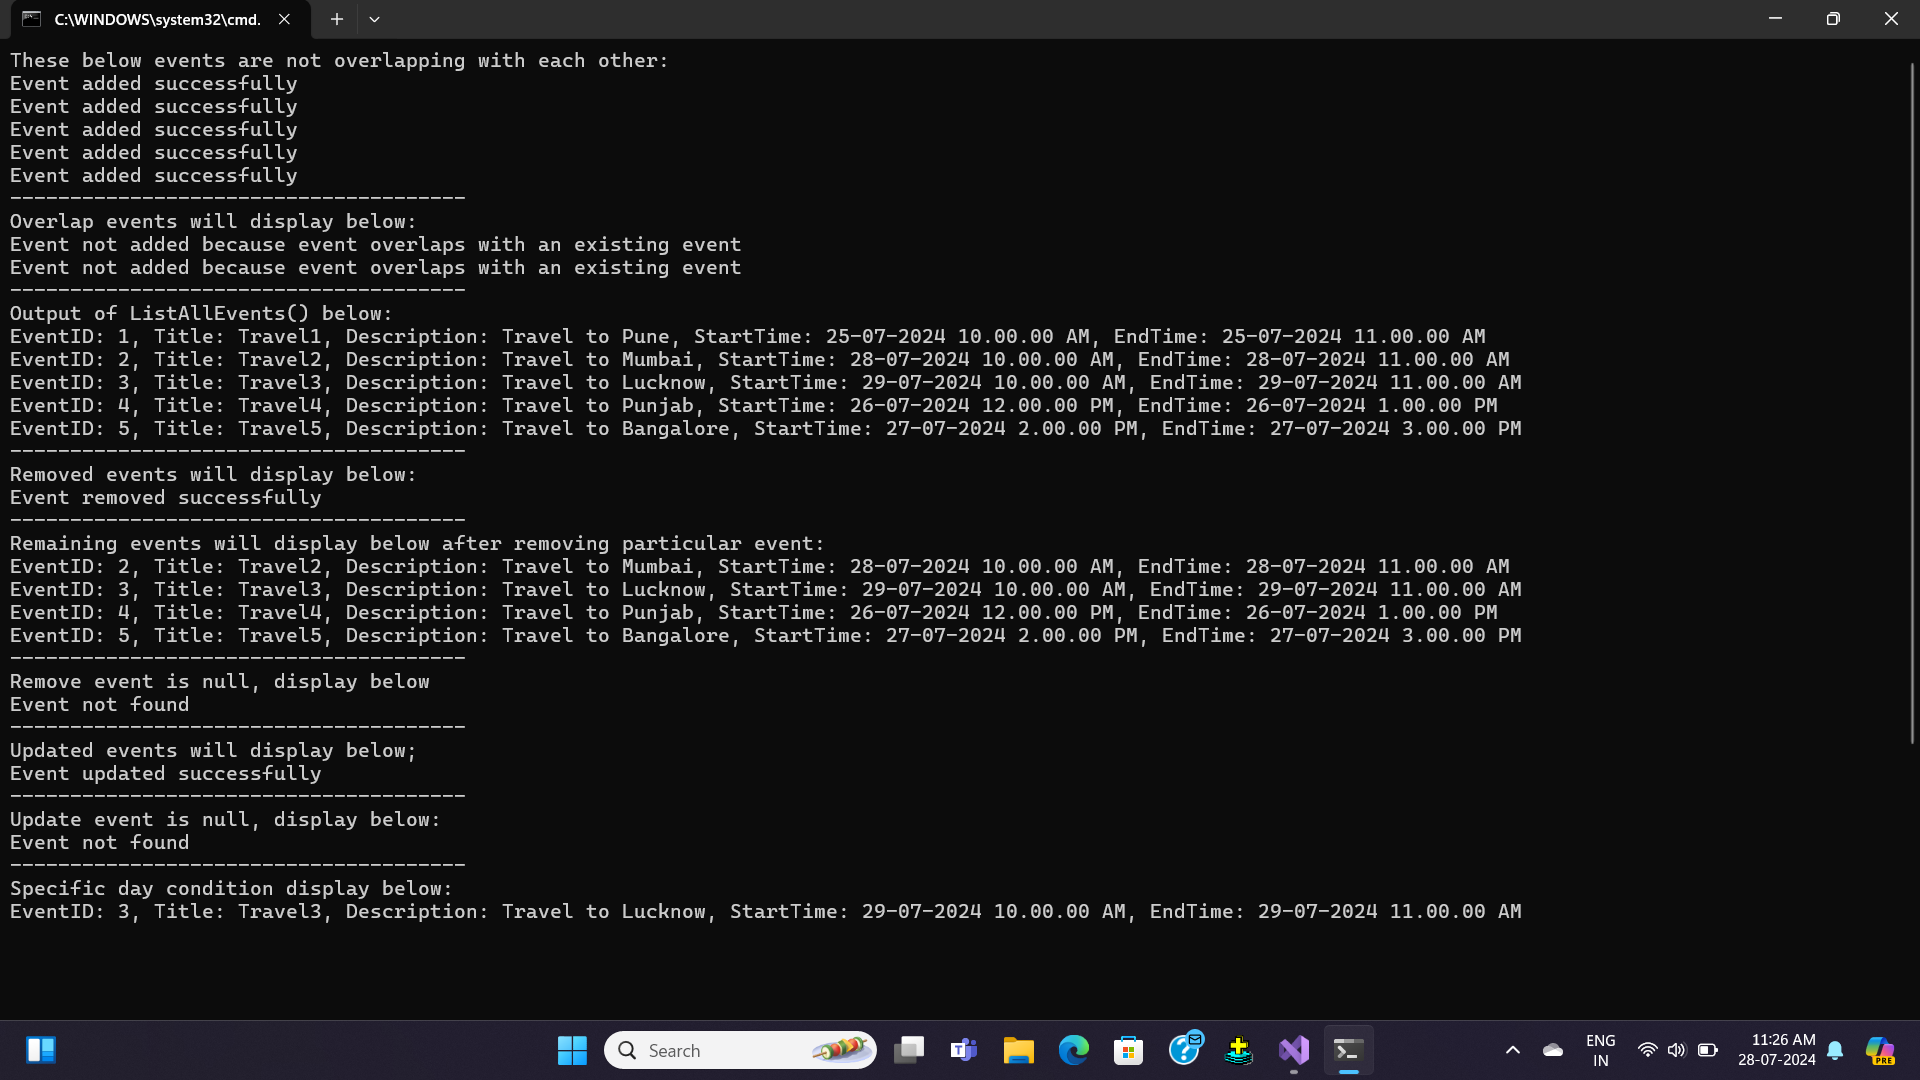 C:\WINDOWS\system32\cmd.
These below events are not overlapping with each other:
Event added successfully
Event added successfully
Event added successfully
Event added successfully
Event added successfully
--------------------------------------
Overlap events will display below:
Event not added because event overlaps with an existing event
Event not added because event overlaps with an existing event
--------------------------------------
Output of ListAllEvents() below:
EventID: 1, Title: Travel1, Description: Travel to Pune, StartTime: 25-07-2024 10.00.00 AM, EndTime: 25-07-2024 11.00.00 AM
EventID: 2, Title: Travel2, Description: Travel to Mumbai, StartTime: 28-07-2024 10.00.00 AM, EndTime: 28-07-2024 11.00.00 AM
EventID: 3, Title: Travel3, Description: Travel to Lucknow, StartTime: 29-07-2024 10.00.00 AM, EndTime: 29-07-2024 11.00.00 AM
EventID: 4, Title: Travel4, Description: Travel to Punjab, StartTime: 26-07-2024 12.00.00 PM, EndTime: 26-07-2024 1.00.00 PM
EventID: 5, Title: Travel5, Description: Travel to Bangalore, StartTime: 27-07-2024 2.00.00 PM, EndTime: 27-07-2024 3.00.00 PM
--------------------------------------
Removed events will display below:
Event removed successfully
--------------------------------------
Remaining events will display below after removing particular event:
EventID: 2, Title: Travel2, Description: Travel to Mumbai, StartTime: 28-07-2024 10.00.00 AM, EndTime: 28-07-2024 11.00.00 AM
EventID: 3, Title: Travel3, Description: Travel to Lucknow, StartTime: 29-07-2024 10.00.00 AM, EndTime: 29-07-2024 11.00.00 AM
EventID: 4, Title: Travel4, Description: Travel to Punjab, StartTime: 26-07-2024 12.00.00 PM, EndTime: 26-07-2024 1.00.00 PM
EventID: 5, Title: Travel5, Description: Travel to Bangalore, StartTime: 27-07-2024 2.00.00 PM, EndTime: 27-07-2024 3.00.00 PM
--------------------------------------
Remove event is null, display below
Event not found
--------------------------------------
Updated events will display below;
Event updated successfully
--------------------------------------
Update event is null, display below:
Event not found
--------------------------------------
Specific day condition display below:
EventID: 3, Title: Travel3, Description: Travel to Lucknow, StartTime: 29-07-2024 10.00.00 AM, EndTime: 29-07-2024 11.00.00 AM
Search
ENG
IN
11:26 AM
28-07-2024
PRE